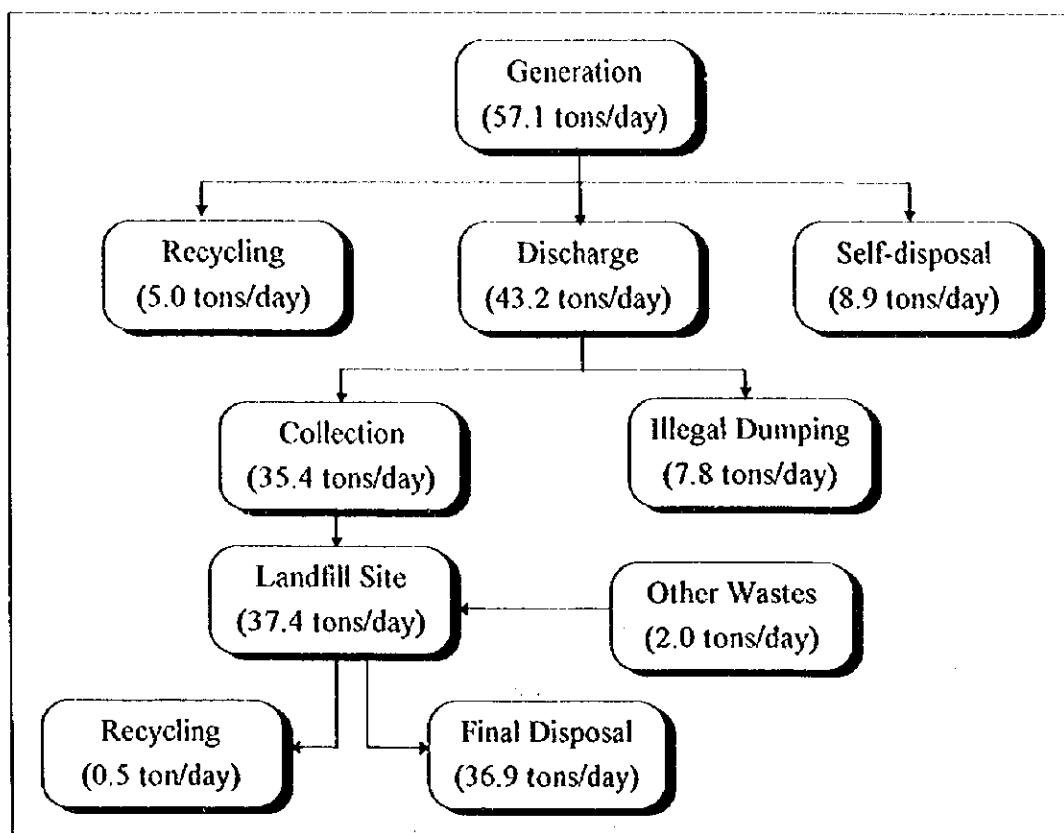 Generation
(57.1 tons/day)
Recycling
(5.0 tons/day)
Discharge
(43.2 tons/day)
Self-disposal
(8.9 tons/day)
Collection
(35.4 tons/day)
Illegal Dumping
(7.8 tons/day)
Landfill Site
(37.4 tons/day)
Other Wastes
(2.0 tons/day)
Recycling
(0.5 ton/day)
Final Disposal
(36.9 tons/day)